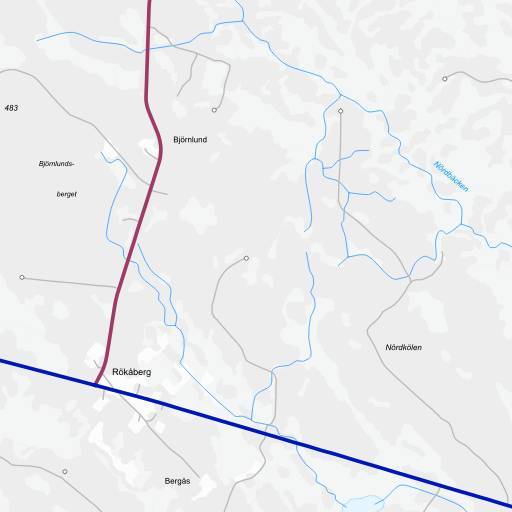 483
Björnlund
Björnlunds-
berget
Nördbäcken
Nördkölen
Rökåberg
Bergås